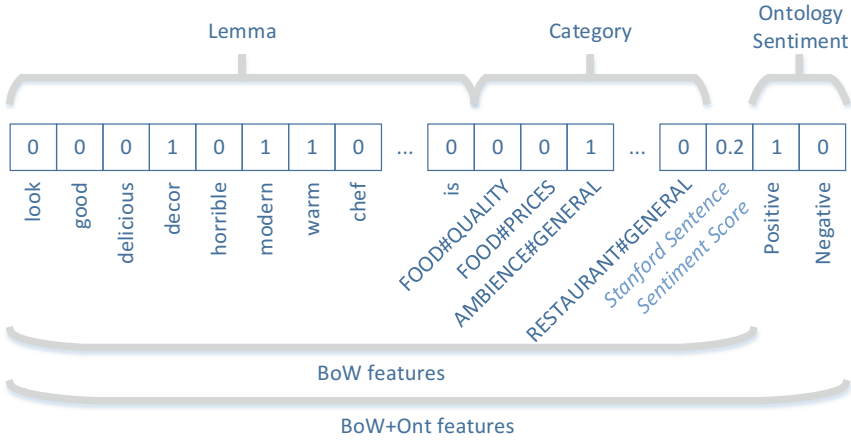 Lemma
Category
Ontology
Sentiment
0 0 0 1 0 1 1 0 ... 0 0 0 1 ... 0 0.2 1 0
look
good
delicious
decor
horrible
modern
warm
chef
is
FOOD#QUALITY
FOOD#PRICES
AMBIENCE#GENERAL
RESTAURANT#GENERAL
Stanford Sentence
Sentiment Score
Positive
Negative
BoW features
BoW+Ont features